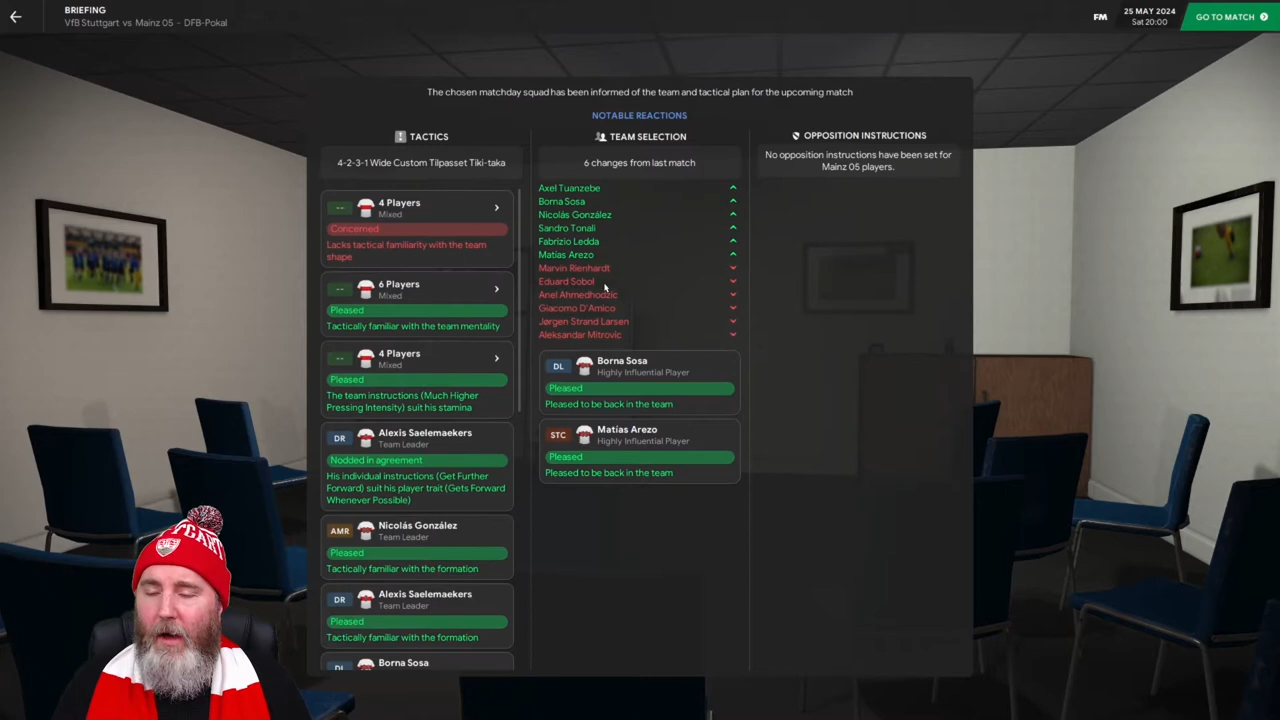 BRIEFING
VfB Stuttgart vs Mainz 05 - DFB-Pokal
FM
25 MAY 2024
Sat 20:00
GO TO MATCH
The chosen matchday squad has been informed of the team and tactical plan for the upcoming match
NOTABLE REACTIONS
TACTICS
4-2-3-1 Wide Custom Tilpasset Tiki-taka
--
4 Players
Mixed
Concerned
Lacks tactical familiarity with the team
shape
--
6 Players
Mixed
Pleased
Tactically familiar with the team mentality
--
4 Players
Mixed
Pleased
The team instructions (Much Higher
Pressing Intensity) suit his stamina
DR
Alexis Saelemaekers
Team Leader
Nodded in agreement
His individual instructions (Get Further
Forward) suit his player trait (Gets Forward
Whenever Possible)
AMR
Nicolás González
Team Leader
Pleased
Tactically familiar with the formation
DR
Alexis Saelemaekers
Team Leader
Pleased
Tactically familiar with the formation
DL
Borna Sosa
TEAM SELECTION
6 changes from last match
Axel Tuanzebe
Borna Sosa
Nicolás González
Sandro Tonali
Fabrizio Ledda
Matías Arezo
Marvin Rienhardt
Eduard Sobol
Anel Ahmedhodzic
Giacomo D'Amico
Jørgen Strand Larsen
Aleksandar Mitrovic
DL
Borna Sosa
Highly Influential Player
Pleased
Pleased to be back in the team
STC
Matías Arezo
Highly Influential Player
Pleased
Pleased to be back in the team
OPPOSITION INSTRUCTIONS
No opposition instructions have been set for
Mainz 05 players.